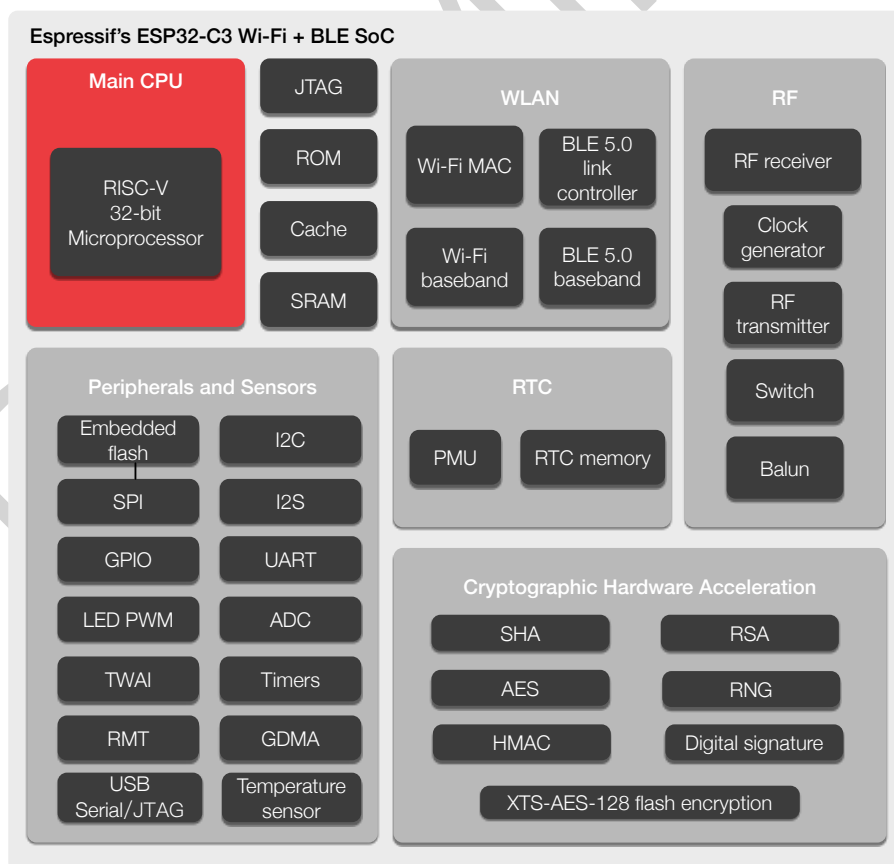 Espressif's ESP32-C3 Wi-Fi + BLE SoC
Main CPU
RISC-V
32-bit
Microprocessor
JTAG
ROM
Cache
SRAM
WLAN
Wi-Fi MAC
BLE 5.0
link
controller
Wi-Fi
baseband
BLE 5.0
baseband
RF
RF receiver
Clock
generator
RF
transmitter
Switch
Balun
Peripherals and Sensors
Embedded
flash
I2C
SPI
I2S
GPIO
UART
LED PWM
ADC
TWAI
Timers
RMT
GDMA
USB
Serial/JTAG
Temperature
sensor
RTC
PMU
RTC memory
Cryptographic Hardware Acceleration
SHA
RSA
AES
RNG
HMAC
Digital signature
XTS-AES-128 flash encryption